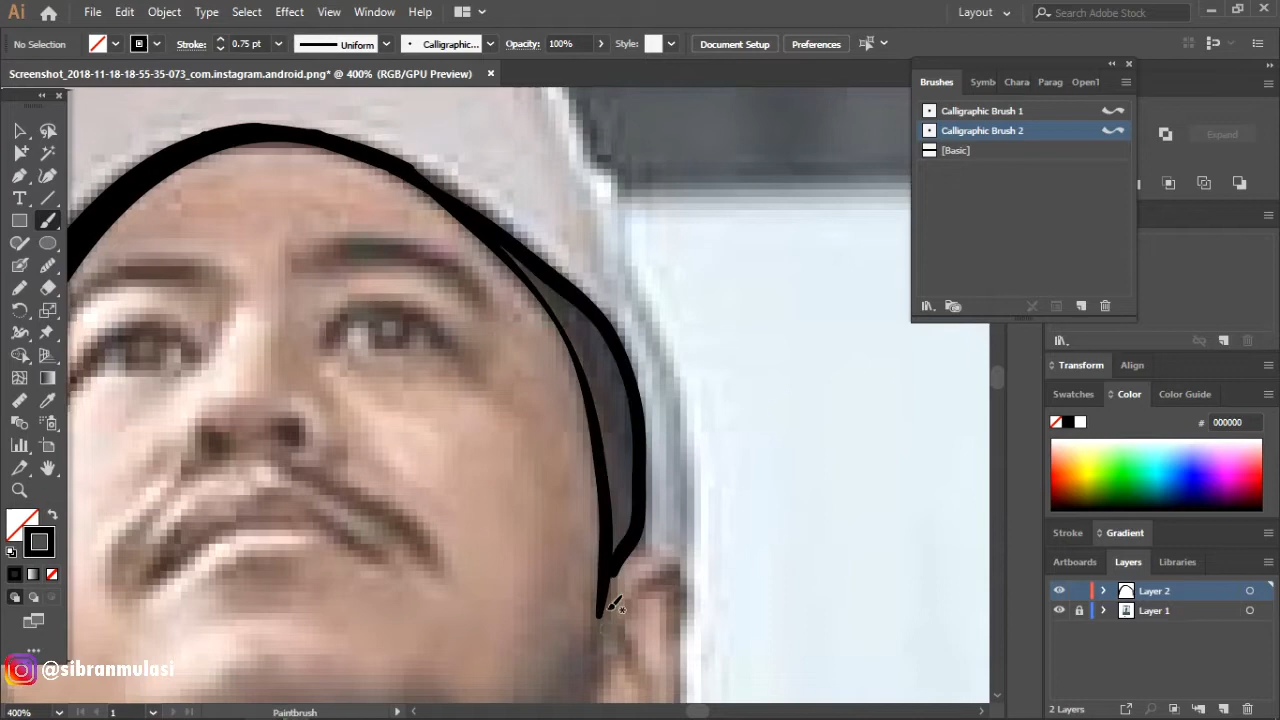 Ai File Edit Object Type Select Effect View Window Help Layout Search Adobe Stock
No Selection Stroke: 0.75 pt Uniform Calligraphic... Opacity: 100% Style: Document Setup Preferences
Screenshot_2018-11-18-18-55-35-073_com.instagram.android.png* @ 400% (RGB/GPU Preview)
Brushes Symb Chara Parag OpenT
Calligraphic Brush 1
Calligraphic Brush 2
[Basic]
Expand
Transform Align
Swatches Color Color Guide
# 000000
Stroke Gradient
Artboards Layers Libraries
Layer 2
Layer 1
@sibranmulasi
400% 1 Paintbrush 2 Layers